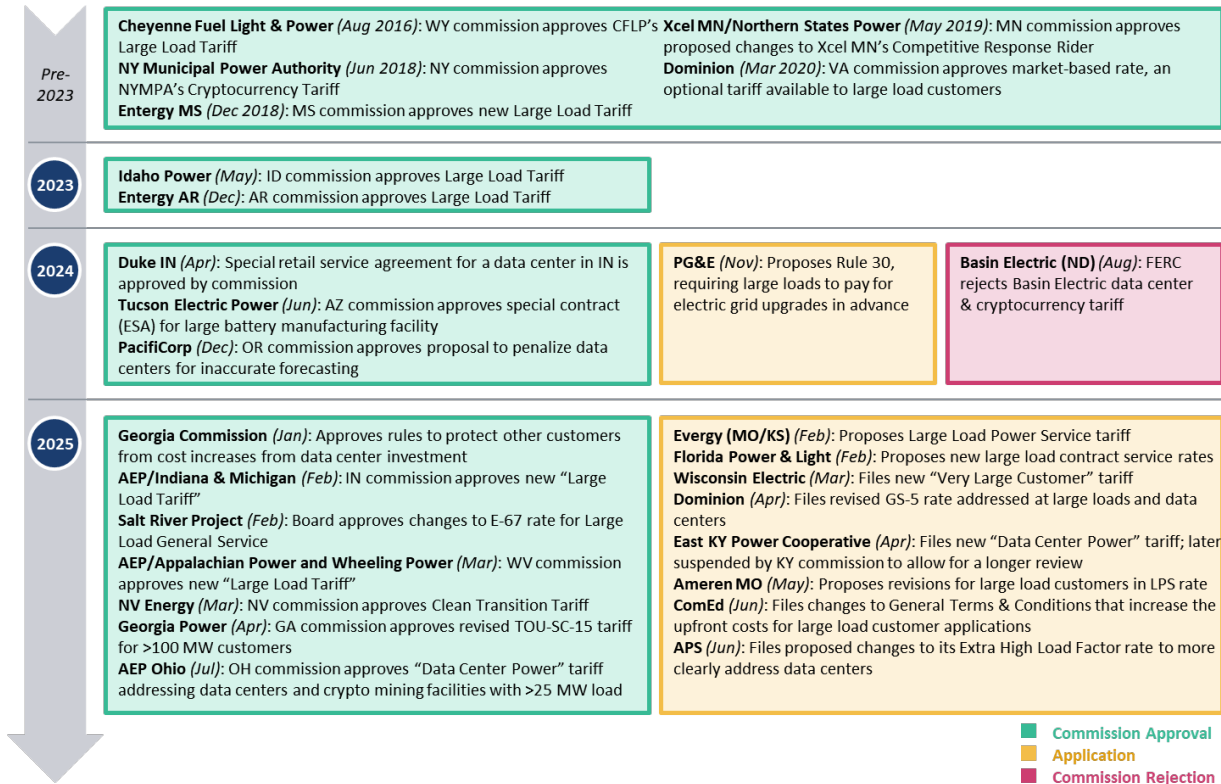 Pre-
2023
Cheyenne Fuel Light & Power (Aug 2016): WY commission approves CFLP's
Large Load Tariff
NY Municipal Power Authority (Jun 2018): NY commission approves
NYMPA's Cryptocurrency Tariff
Entergy MS (Dec 2018): MS commission approves new Large Load Tariff
Xcel MN/Northern States Power (May 2019): MN commission approves
proposed changes to Xcel MN's Competitive Response Rider
Dominion (Mar 2020): VA commission approves market-based rate, an
optional tariff available to large load customers
2023
Idaho Power (May): ID commission approves Large Load Tariff
Entergy AR (Dec): AR commission approves Large Load Tariff
2024
Duke IN (Apr): Special retail service agreement for a data center in IN is
approved by commission
Tucson Electric Power (Jun): AZ commission approves special contract
(ESA) for large battery manufacturing facility
PacifiCorp (Dec): OR commission approves proposal to penalize data
centers for inaccurate forecasting
PG&E (Nov): Proposes Rule 30,
requiring large loads to pay for
electric grid upgrades in advance
Basin Electric (ND) (Aug): FERC
rejects Basin Electric data center
& cryptocurrency tariff
2025
Georgia Commission (Jan): Approves rules to protect other customers
from cost increases from data center investment
AEP/Indiana & Michigan (Feb): IN commission approves new "Large
Load Tariff"
Salt River Project (Feb): Board approves changes to E-67 rate for Large
Load General Service
AEP/Appalachian Power and Wheeling Power (Mar): WV commission
approves new "Large Load Tariff"
NV Energy (Mar): NV commission approves Clean Transition Tariff
Georgia Power (Apr): GA commission approves revised TOU-SC-15 tariff
for >100 MW customers
AEP Ohio (Jul): OH commission approves "Data Center Power" tariff
addressing data centers and crypto mining facilities with >25 MW load
Evergy (MO/KS) (Feb): Proposes Large Load Power Service tariff
Florida Power & Light (Feb): Proposes new large load contract service rates
Wisconsin Electric (Mar): Files new "Very Large Customer" tariff
Dominion (Apr): Files revised GS-5 rate addressed at large loads and data
centers
East KY Power Cooperative (Apr): Files new "Data Center Power" tariff; later
suspended by KY commission to allow for a longer review
Ameren MO (May): Proposes revisions for large load customers in LPS rate
ComEd (Jun): Files changes to General Terms & Conditions that increase the
upfront costs for large load customer applications
APS (Jun): Files proposed changes to its Extra High Load Factor rate to more
clearly address data centers
Commission Approval
Application
Commission Rejection